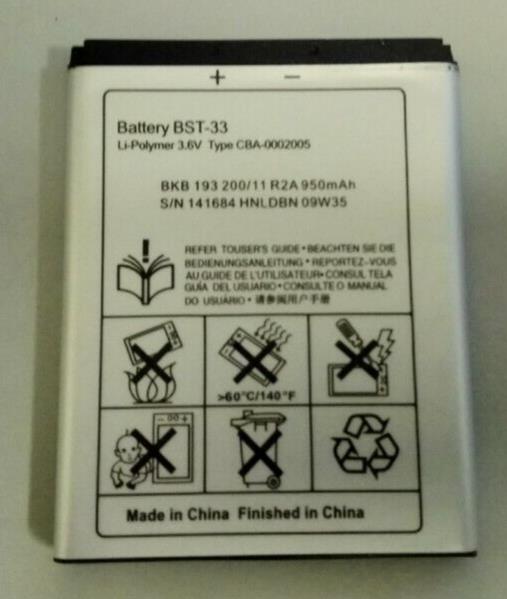 + −
Battery BST-33
Li-Polymer 3.6V Type CBA-0002005
BKB 193 200/11 R2A 950mAh
S/N 141684 HNLDBN 09W35
REFER TOUSER'S GUIDE•BEACHTEN SIE DIE
BEDIENUNGSANLEITUNG•REPORTEZ-VOUS
AU GUIDE DE L'UTILISATEUR•CONSUL TELA
GUÍA DEL USUARIO•CONSULTE O MANUAL
DO USUÁRIO•请参阅用户手册
>60°C/140°F
Made in China Finished in China